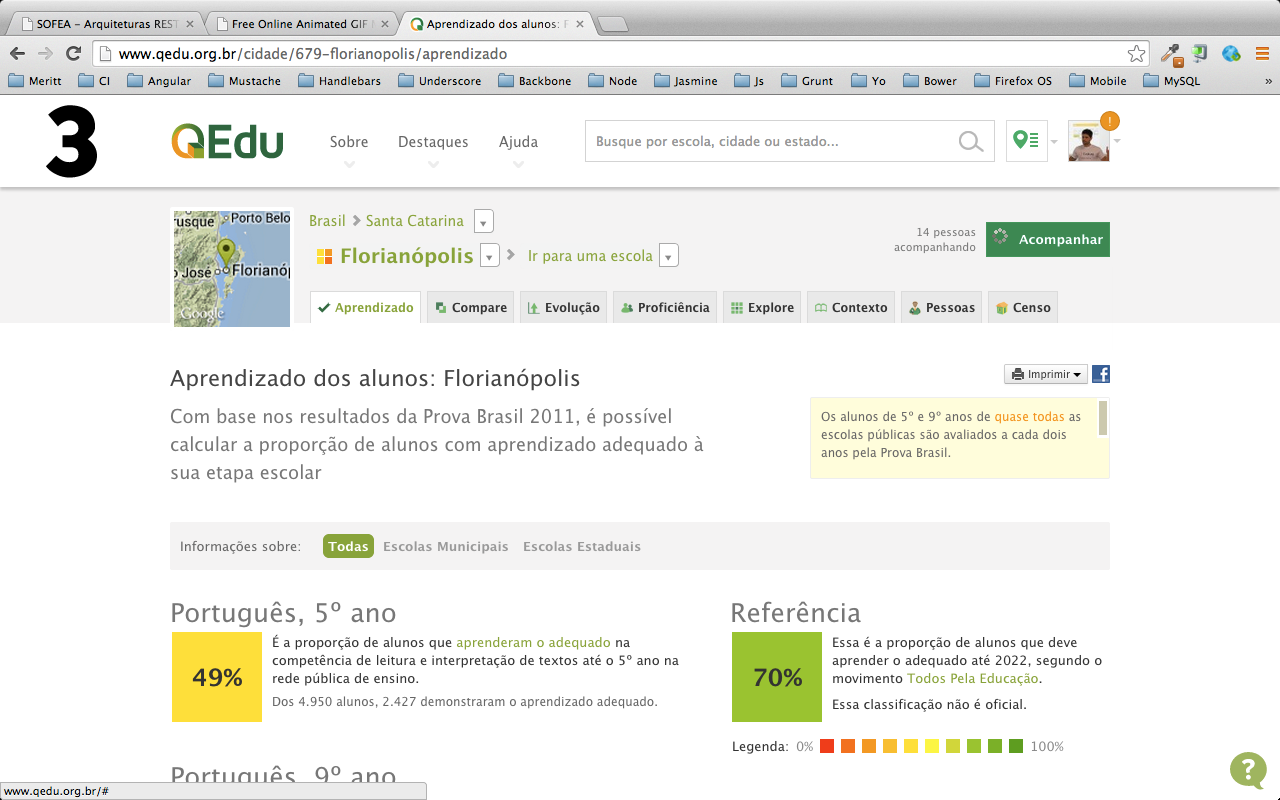 SOFEA - Arquiteturas REST
Free Online Animated GIF
Aprendizado dos alunos: F
www.qedu.org.br/cidade/679-florianopolis/aprendizado
Meritt CI Angular Mustache Handlebars Underscore Backbone Node Jasmine Js Grunt Yo Bower Firefox OS Mobile MySQL »
3
QEdu
Sobre Destaques Ajuda
Busque por escola, cidade ou estado...
!
rusque Porto Belo
São José Florianóp
Google
Brasil Santa Catarina
Florianópolis Ir para uma escola
14 pessoas
acompanhando
Acompanhar
Aprendizado Compare Evolução Proficiência Explore Contexto Pessoas Censo
Aprendizado dos alunos: Florianópolis
Imprimir f
Com base nos resultados da Prova Brasil 2011, é possível
calcular a proporção de alunos com aprendizado adequado à
sua etapa escolar
Os alunos de 5º e 9º anos de quase todas as
escolas públicas são avaliados a cada dois
anos pela Prova Brasil.
Informações sobre: Todas Escolas Municipais Escolas Estaduais
Português, 5º ano
49%
É a proporção de alunos que aprenderam o adequado na
competência de leitura e interpretação de textos até o 5º ano na
rede pública de ensino.
Dos 4.950 alunos, 2.427 demonstraram o aprendizado adequado.
Referência
70%
Essa é a proporção de alunos que deve
aprender o adequado até 2022, segundo o
movimento Todos Pela Educação.
Essa classificação não é oficial.
Legenda: 0% 100%
Português, 9º ano
?
www.qedu.org.br/#